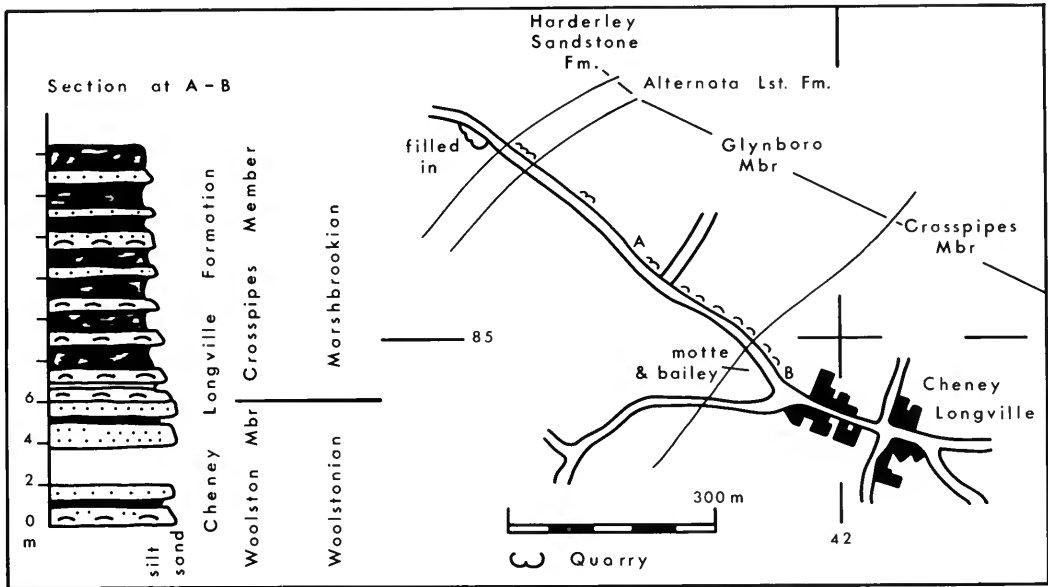 Section at A-B
6
4
2
0
m
silt
sand
Cheney Longville Formation
Woolston Mbr
Crosspipes Member
Woolstonian
Marshbrookian
Harderley
Sandstone
Fm.
Alternata Lst. Fm.
Glynboro
Mbr
Crosspipes
Mbr
filled
in
A
85
motte
& bailey
B
Cheney
Longville
300 m
42
Quarry